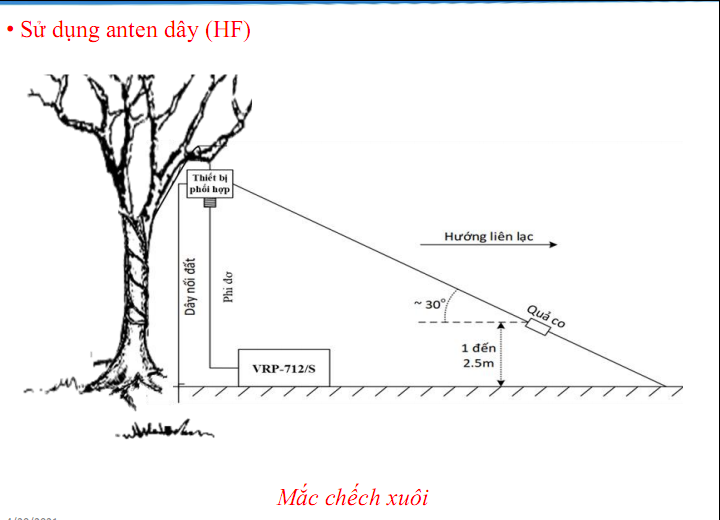 • Sử dụng anten dây (HF)
Thiết bị
phối hợp
Hướng liên lạc
Dây nối đất
Phi đơ
~ 30°
Quả co
1 đến
2.5m
VRP-712/S
Mắc chếch xuôi